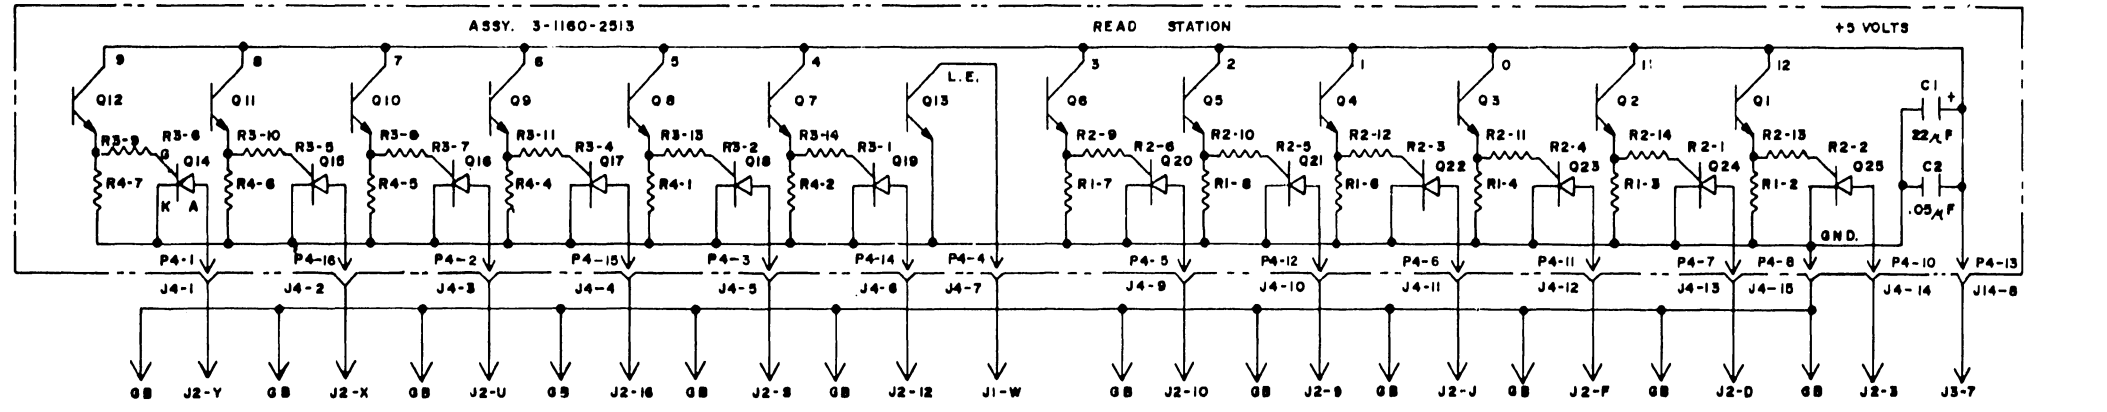 ASSY. 3-1160-2513 READ STATION +5 VOLTS
9 8 7 6 5 4 L.E. 3 2 1 0 11 12
C1 +
Q12 Q11 Q10 Q9 Q8 Q7 Q13 Q6 Q5 Q4 Q3 Q2 Q1
22µF
R3-9 R3-6 R3-10 R3-8 R3-11 R3-13 R3-14 R2-9 R2-10 R2-12 R2-11 R2-14 R2-13
R3-5 R3-7 R3-4 R3-2 R3-1 R2-6 R2-5 R2-3 R2-4 R2-1 R2-2
G Q14 Q15 Q16 Q17 Q18 Q19 Q20 Q21 Q22 Q23 Q24 Q25 C2
R4-7 R4-6 R4-5 R4-4 R4-1 R4-2 R1-7 R1-8 R1-6 R1-4 R1-3 R1-2
K A .05µF
GND.
P4-1 P4-16 P4-2 P4-15 P4-3 P4-14 P4-4 P4-5 P4-12 P4-6 P4-11 P4-7 P4-8 P4-10 P4-13
J4-1 J4-2 J4-3 J4-4 J4-5 J4-6 J4-7 J4-9 J4-10 J4-11 J4-12 J4-13 J4-15 J4-14 J14-8
GB J2-Y GB J2-X GB J2-U G5 J2-16 GB J2-S GB J2-12 J1-W GB J2-10 GB J2-9 GB J2-J GB J2-F GB J2-D GB J2-3 J3-7